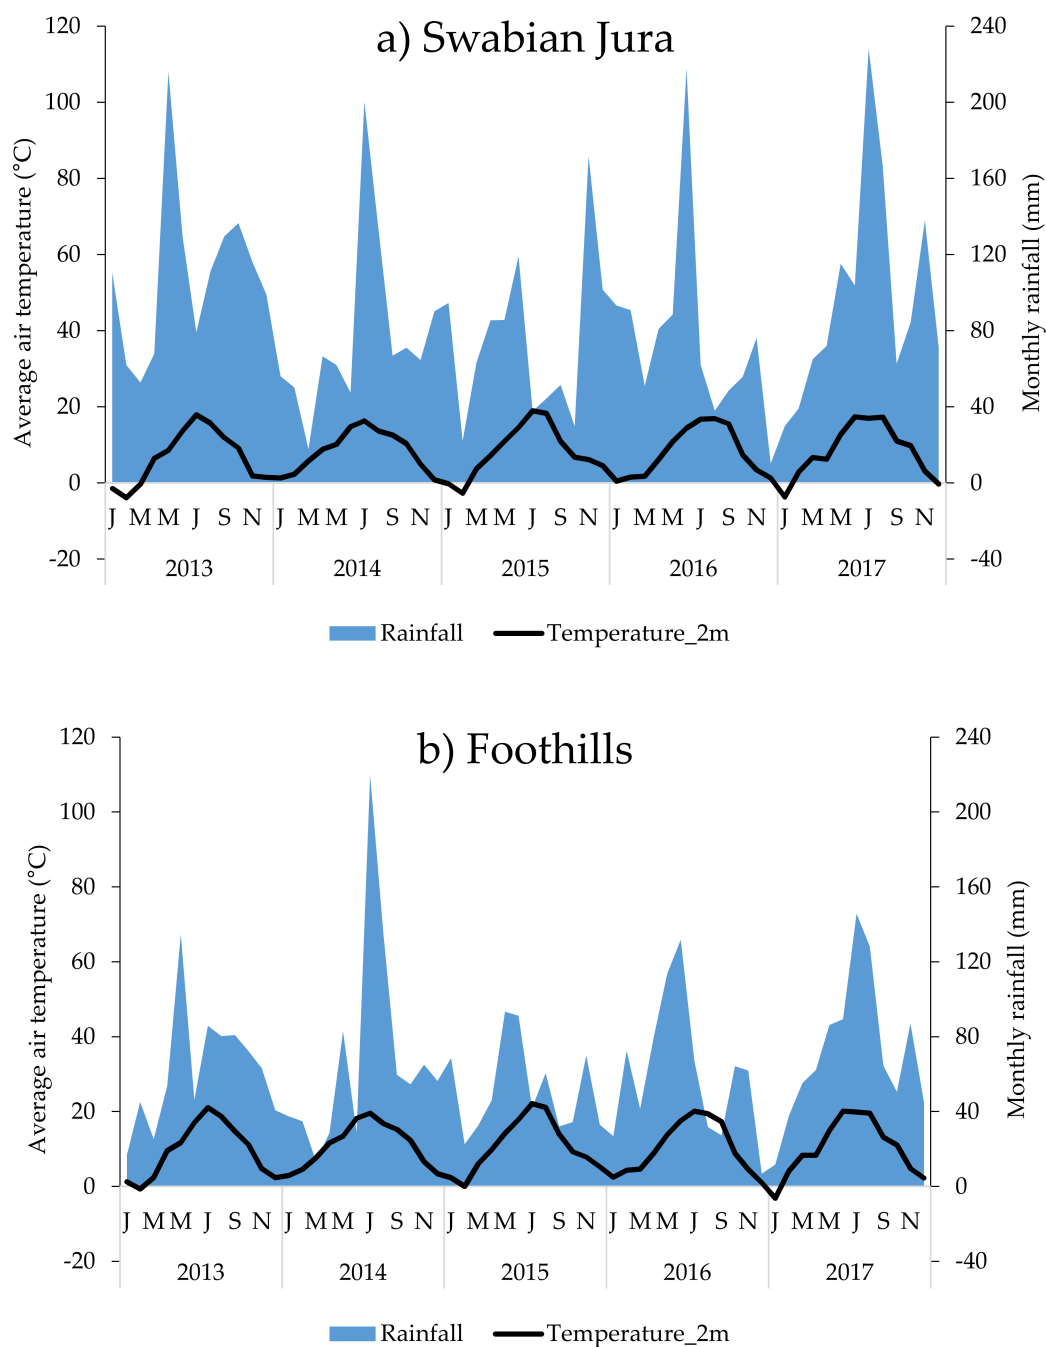 a) Swabian Jura
Average air temperature (°C)
120
100
80
60
40
20
0
-20
240
200
160
120
80
40
0
-40
Monthly rainfall (mm)
J M M J S N J M M J S N J M M J S N J M M J S N J M M J S N
2013 2014 2015 2016 2017
Rainfall Temperature_2m
b) Foothills
Average air temperature (°C)
120
100
80
60
40
20
0
-20
240
200
160
120
80
40
0
-40
Monthly rainfall (mm)
J M M J S N J M M J S N J M M J S N J M M J S N J M M J S N
2013 2014 2015 2016 2017
Rainfall Temperature_2m